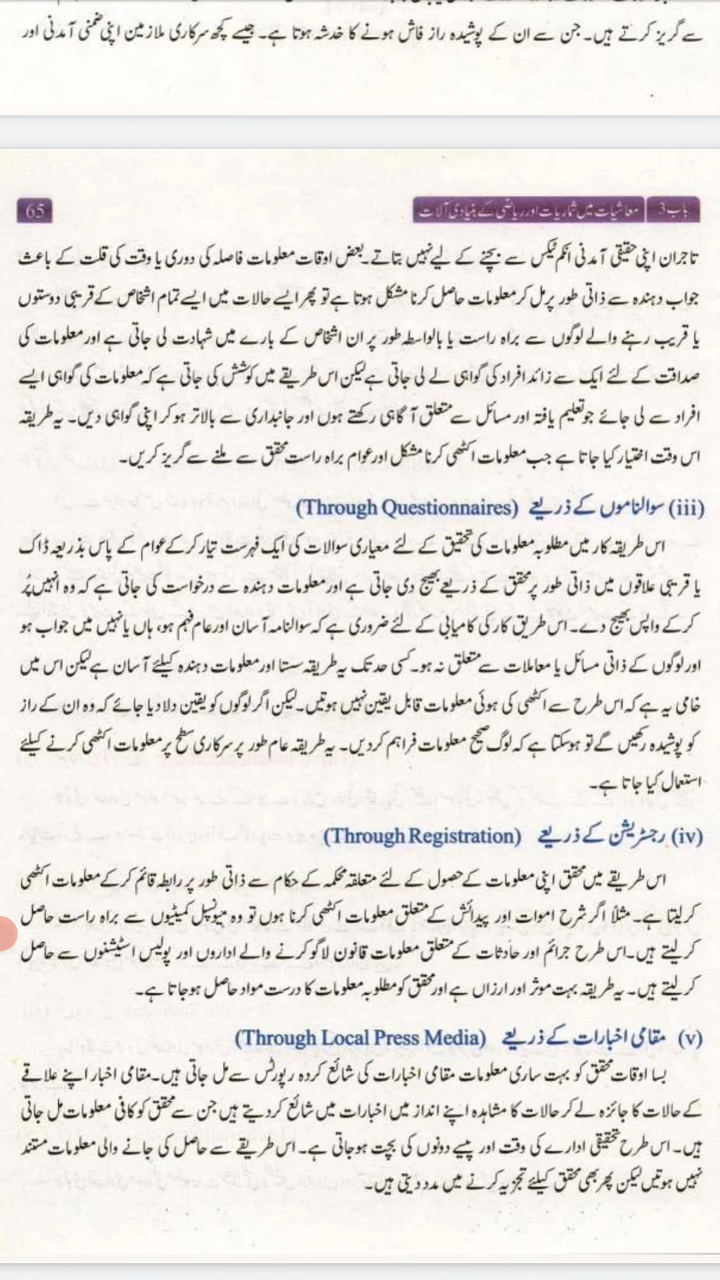 سے گریز کرتے ہیں۔ جن سے ان کے پوشیدہ راز فاش ہونے کا خدشہ ہوتا ہے۔ جیسے کچھ سرکاری ملازمین اپنی ضمنی آمدنی اور
باب 3 معاشیات میں شماریات اور ریاضی کے بنیادی آلات 65
تاجران اپنی حقیقی آمدنی انکم ٹیکس سے بچنے کے لیے نہیں بتاتے۔ بعض اوقات معلومات فاصلہ کی دوری یا وقت کی قلت کے باعث
جواب دہندہ سے ذاتی طور پر مل کر معلومات حاصل کرنا مشکل ہوتا ہے تو پھر ایسے حالات میں ایسے تمام اشخاص کے قریبی دوستوں
یا قریب رہنے والے لوگوں سے براہ راست یا بالواسطہ طور پر ان اشخاص کے بارے میں شہادت لی جاتی ہے اور معلومات کی
صداقت کے لئے ایک سے زائد افراد کی گواہی لے لی جاتی ہے لیکن اس طریقے میں کوشش کی جاتی ہے کہ معلومات کی گواہی ایسے
افراد سے لی جائے جو تعلیم یافتہ اور مسائل سے متعلق آگاہی رکھتے ہوں اور جانبداری سے بالاتر ہو کر اپنی گواہی دیں۔ یہ طریقہ
اس وقت اختیار کیا جاتا ہے جب معلومات اکٹھی کرنا مشکل اور عوام براہ راست محقق سے ملنے سے گریز کریں۔
(iii) سوالناموں کے ذریعے (Through Questionnaires)
اس طریقہ کار میں مطلوبہ معلومات کی تحقیق کے لئے معیاری سوالات کی ایک فہرست تیار کر کے عوام کے پاس بذریعہ ڈاک
یا قریبی علاقوں میں ذاتی طور پر محقق کے ذریعے بھیج دی جاتی ہے اور معلومات دہندہ سے درخواست کی جاتی ہے کہ وہ انہیں پُر
کر کے واپس بھیج دے۔ اس طریق کار کی کامیابی کے لئے ضروری ہے کہ سوالنامہ آسان اور عام فہم ہو، ہاں یا نہیں میں جواب ہو
اور لوگوں کے ذاتی مسائل یا معاملات سے متعلق نہ ہو۔ کسی حد تک یہ طریقہ سستا اور معلومات دہندہ کیلئے آسان ہے لیکن اس میں
خامی یہ ہے کہ اس طرح سے اکٹھی کی ہوئی معلومات قابل یقین نہیں ہوتیں۔ لیکن اگر لوگوں کو یقین دلا دیا جائے کہ وہ ان کے راز
کو پوشیدہ رکھیں گے تو ہو سکتا ہے کہ لوگ صحیح معلومات فراہم کر دیں۔ یہ طریقہ عام طور پر سرکاری سطح پر معلومات اکٹھی کرنے کیلئے
استعمال کیا جاتا ہے۔
(iv) رجسٹریشن کے ذریعے (Through Registration)
اس طریقے میں محقق اپنی معلومات کے حصول کے لئے متعلقہ محکمہ کے حکام سے ذاتی طور پر رابطہ قائم کر کے معلومات اکٹھی
کر لیتا ہے۔ مثلاً اگر شرح اموات اور پیدائش کے متعلق معلومات اکٹھی کرنا ہوں تو وہ میونسپل کمیٹیوں سے براہ راست حاصل
کر لیتے ہیں۔ اس طرح جرائم اور حادثات کے متعلق معلومات قانون لاگو کرنے والے اداروں اور پولیس اسٹیشنوں سے حاصل
کر لیتے ہیں۔ یہ طریقہ بہت موثر اور ارزاں ہے اور محقق کو مطلوبہ معلومات کا درست مواد حاصل ہو جاتا ہے۔
(v) مقامی اخبارات کے ذریعے (Through Local Press Media)
بسا اوقات محقق کو بہت ساری معلومات مقامی اخبارات کی شائع کردہ رپورٹس سے مل جاتی ہیں۔ مقامی اخبار اپنے علاقے
کے حالات کا جائزہ لے کر حالات کا مشاہدہ اپنے انداز میں اخبارات میں شائع کر دیتے ہیں جن سے محقق کو کافی معلومات مل جاتی
ہیں۔ اس طرح تحقیقی ادارے کی وقت اور پیسے دونوں کی بچت ہو جاتی ہے۔ اس طریقے سے حاصل کی جانے والی معلومات مستند
نہیں ہوتیں لیکن پھر بھی محقق کیلئے تجزیہ کرنے میں مدد دیتی ہیں۔